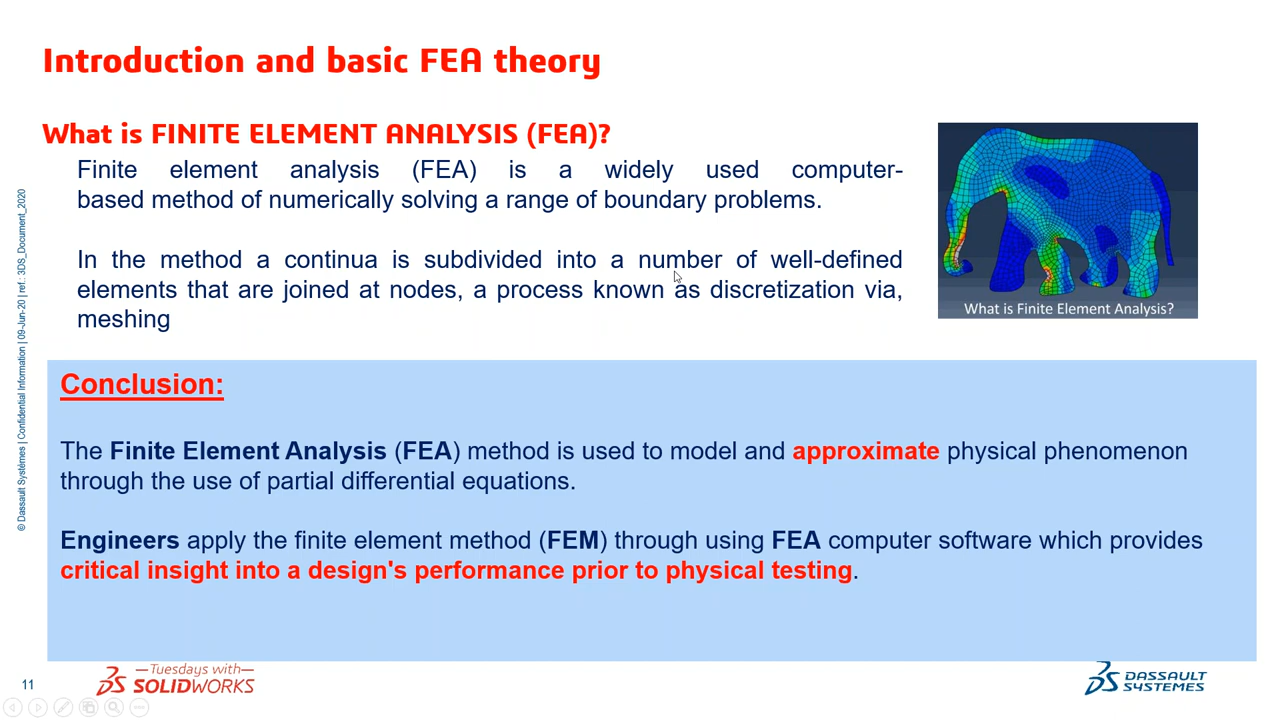 Introduction and basic FEA theory
What is FINITE ELEMENT ANALYSIS (FEA)?
Finite element analysis (FEA) is a widely used computer-
based method of numerically solving a range of boundary problems.
In the method a continua is subdivided into a number of well-defined
elements that are joined at nodes, a process known as discretization via,
meshing
What is Finite Element Analysis?
© Dassault Systèmes | Confidential Information | 09-Jun-20 | ref.: 3DS_Document_2020
Conclusion:
The Finite Element Analysis (FEA) method is used to model and approximate physical phenomenon
through the use of partial differential equations.
Engineers apply the finite element method (FEM) through using FEA computer software which provides
critical insight into a design's performance prior to physical testing.
11
Tuesdays with
SOLIDWORKS
DASSAULT
SYSTEMES